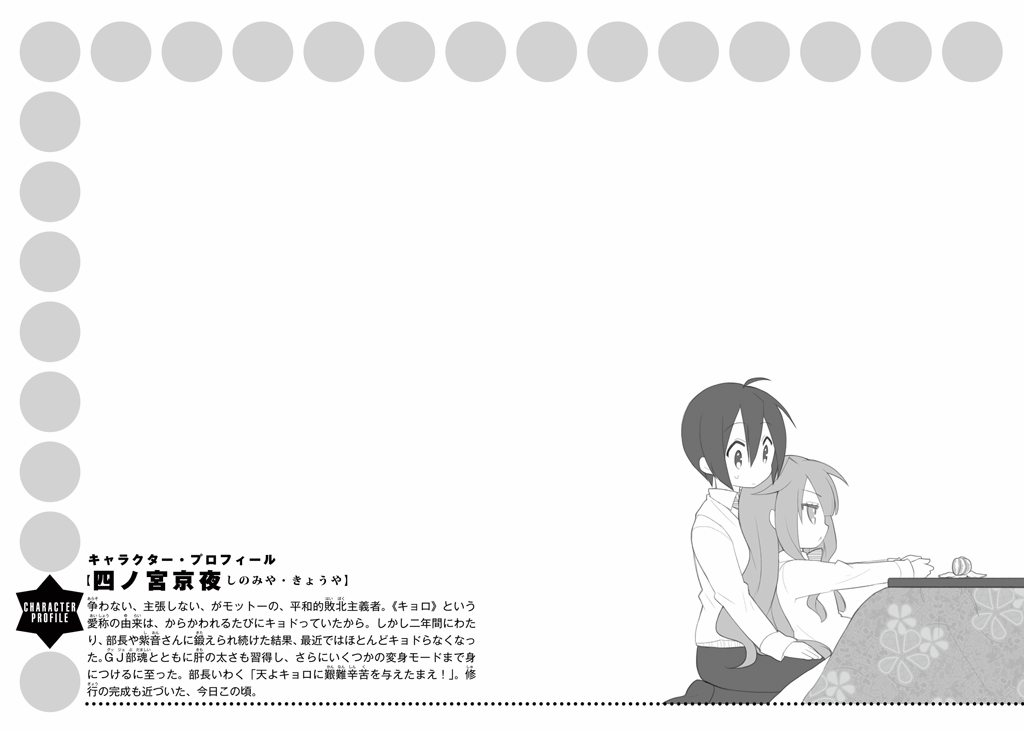 キャラクター・プロフィール
【四ノ宮京夜 しのみや・きょうや】
争わない、主張しない、がモットーの、平和的敗北主義者。《キョロ》という
愛称の由来は、からかわれるたびにキョドっていたから。しかし二年間にわた
り、部長や紫音さんに鍛えられ続けた結果、最近ではほとんどキョドらなくなっ
た。GJ部魂とともに肝の太さも習得し、さらにいくつかの変身モードまで身
につけるに至った。部長いわく「天よキョロに艱難辛苦を与えたまえ!」。修
行の完成も近づいた、今日この頃。
CHARACTER
PROFILE